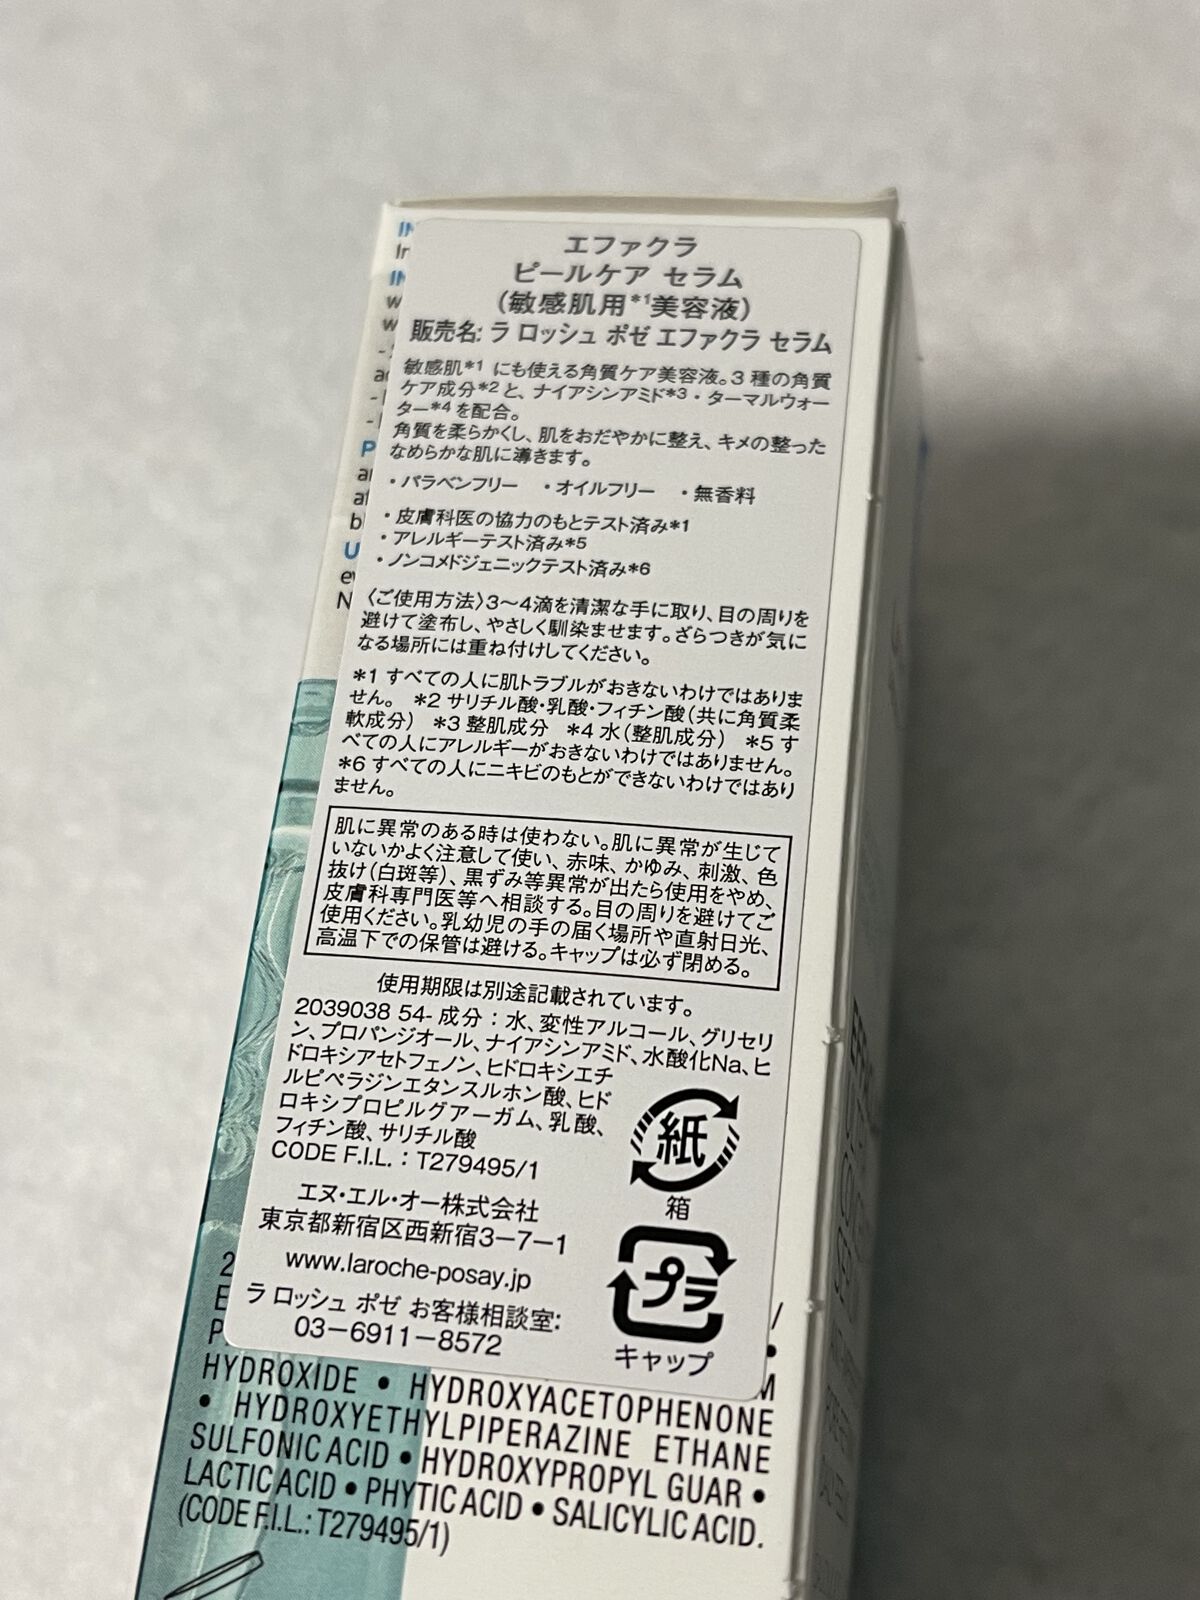 エファクラ
ピールケア セラム
（敏感肌用*1美容液）
販売名: ラ ロッシュ ポゼ エファクラ セラム
敏感肌*1 にも使える角質ケア美容液。3 種の角質
ケア成分*2と、ナイアシンアミド*3・ターマルウォー
ター*4を配合。
角質を柔らかくし、肌をおだやかに整え、キメの整った
なめらかな肌に導きます。
・パラベンフリー ・オイルフリー ・無香料
・皮膚科医の協力のもとテスト済み*1
・アレルギーテスト済み*5
・ノンコメドジェニックテスト済み*6
〈ご使用方法〉3～4滴を清潔な手に取り、目の周りを
避けて塗布し、やさしく馴染ませます。ざらつきが気に
なる場所には重ね付けしてください。
*1 すべての人に肌トラブルがおきないわけではありま
せん。 *2 サリチル酸・乳酸・フィチン酸（共に角質柔
軟成分） *3 整肌成分 *4 水（整肌成分） *5 す
べての人にアレルギーがおきないわけではありません。
*6 すべての人にニキビのもとができないわけではあり
ません。
肌に異常のある時は使わない。肌に異常が生じて
いないかよく注意して使い、赤味、かゆみ、刺激、色
抜け（白斑等）、黒ずみ等異常が出たら使用をやめ、
皮膚科専門医等へ相談する。目の周りを避けてご
使用ください。乳幼児の手の届く場所や直射日光、
高温下での保管は避ける。キャップは必ず閉める。
使用期限は別途記載されています。
2039038 54- 成分：水、変性アルコール、グリセリ
ン、プロパンジオール、ナイアシンアミド、水酸化Na、ヒ
ドロキシアセトフェノン、ヒドロキシエチ
ルピペラジンエタンスルホン酸、ヒド
ロキシプロピルグアーガム、乳酸、
フィチン酸、サリチル酸
CODE F.I.L.：T279495/1
紙
箱
エヌ・エル・オー株式会社
東京都新宿区西新宿3-7-1
www.laroche-posay.jp
ラ ロッシュ ポゼ お客様相談室:
03-6911-8572
プラ
キャップ
HYDROXIDE • HYDROXYACETOPHENONE
• HYDROXYETHYLPIPERAZINE ETHANE
SULFONIC ACID • HYDROXYPROPYL GUAR •
LACTIC ACID • PHYTIC ACID • SALICYLIC ACID.
(CODE F.I.L.: T279495/1)